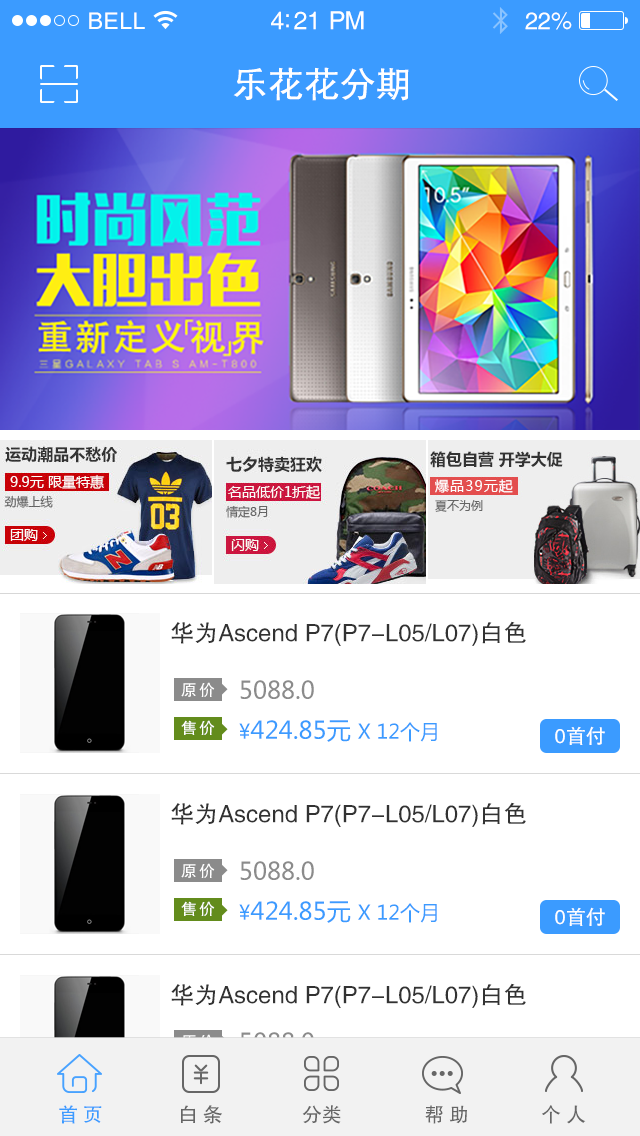 BELL 4:21 PM 22%
乐花花分期
时尚风范
大胆出色
重新定义「视」界
三星GALAXY TAB S AM-T800
10.5"
SAMSUNG
运动潮品不愁价
9.9元 限量特惠
劲爆上线
团购
03
N
七夕特卖狂欢
名品低价1折起
情定8月
闪购
箱包自营 开学大促
爆品39元起
夏不为例
华为Ascend P7(P7-L05/L07)白色
原价 5088.0
售价 ¥424.85元 X 12个月
0首付
华为Ascend P7(P7-L05/L07)白色
原价 5088.0
售价 ¥424.85元 X 12个月
0首付
华为Ascend P7(P7-L05/L07)白色
原价 5088.0
首页 白条 分类 帮助 个人